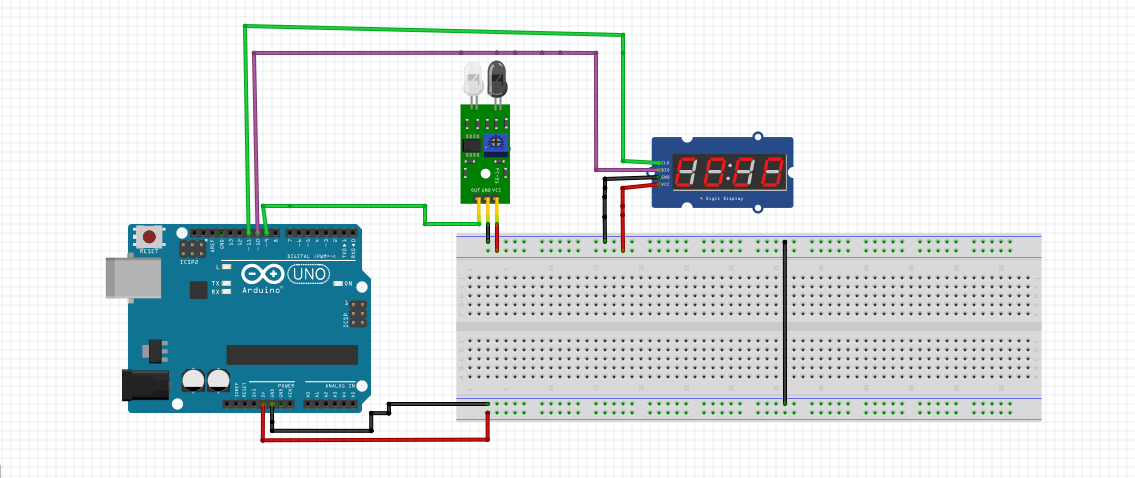 CLK
DIO
GND
VCC
4 Digit Display
OUT GND VCC
FC-51
RESET
ICSP2
AREF
GND
13
12
~11
~10
~9
8
7
~6
~5
4
~3
2
TX▶1
RX◀0
DIGITAL (PWM=~)
L
TX
RX
UNO
ON
Arduino™
1
ICSP
POWER
ANALOG IN
IOREF
RESET
3V3
5V
GND
GND
VIN
A0
A1
A2
A3
A4
A5